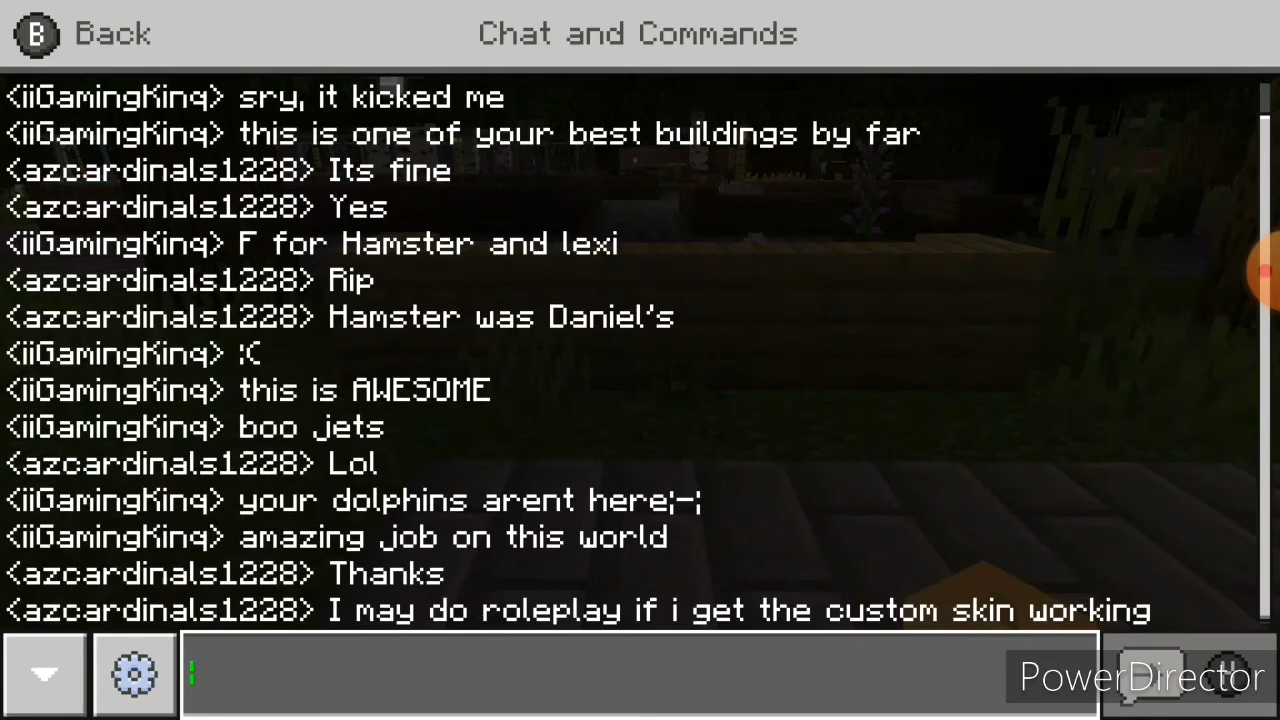 B Back
Chat and Commands
<iiGamingKinq> sry, it kicked me
<iiGamingKinq> this is one of your best buildings by far
<azcardinals1228> Its fine
<azcardinals1228> Yes
<iiGamingKinq> F for Hamster and lexi
<azcardinals1228> Rip
<azcardinals1228> Hamster was Daniel's
<iiGamingKinq> :C
<iiGamingKinq> this is AWESOME
<iiGamingKinq> boo jets
<azcardinals1228> Lol
<iiGamingKinq> your dolphins arent here;-;
<iiGamingKinq> amazing job on this world
<azcardinals1228> Thanks
<azcardinals1228> I may do roleplay if i get the custom skin working
PowerDirector